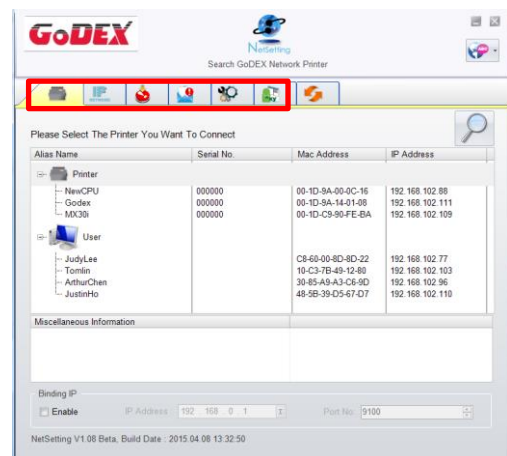 GoDEX
NetSetting
Search GoDEX Network Printer
IP
Please Select The Printer You Want To Connect
Alias Name Serial No. Mac Address IP Address
Printer
NewCPU 000000 00-1D-9A-00-0C-16 192.168.102.88
Godex 000000 00-1D-9A-14-01-08 192.168.102.111
MX30i 000000 00-1D-C9-90-FE-BA 192.168.102.109
User
JudyLee C8-60-00-8D-8D-22 192.168.102.77
Tomlin 10-C3-7B-49-12-80 192.168.102.103
ArthurChen 30-85-A9-A3-C6-9D 192.168.102.96
JustinHo 48-5B-39-D5-67-D7 192.168.102.110
Miscellaneous Information
Binding IP
Enable IP Address : 192 . 168 . 0 . 1 Port No. 9100
NetSetting V1.08 Beta, Build Date : 2015.04.08 13:32:50